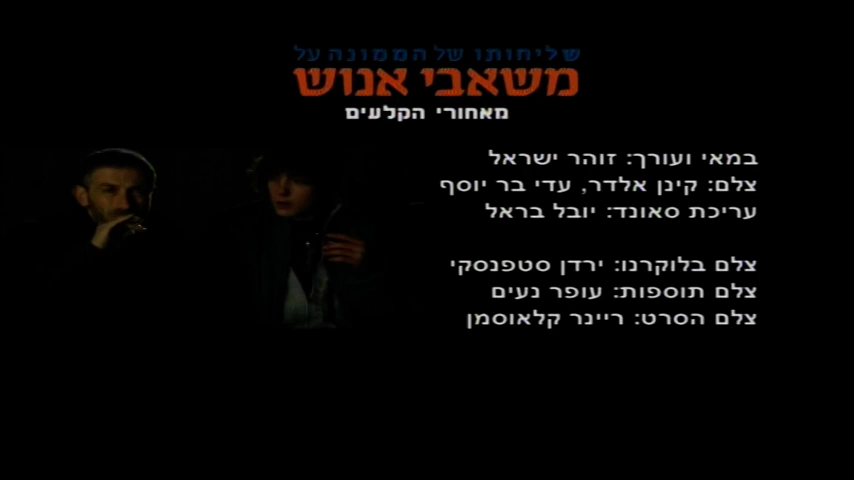 שליחותו של הממונה על
משאבי אנוש
מאחורי הקלעים
במאי ועורך: זוהר ישראל
צלם: קינן אלדר, עדי בר יוסף
עריכת סאונד: יובל בראל
צלם בלוקרנו: ירדן סטפנסקי
צלם תוספות: עופר נעים
צלם הסרט: ריינר קלאוסמן